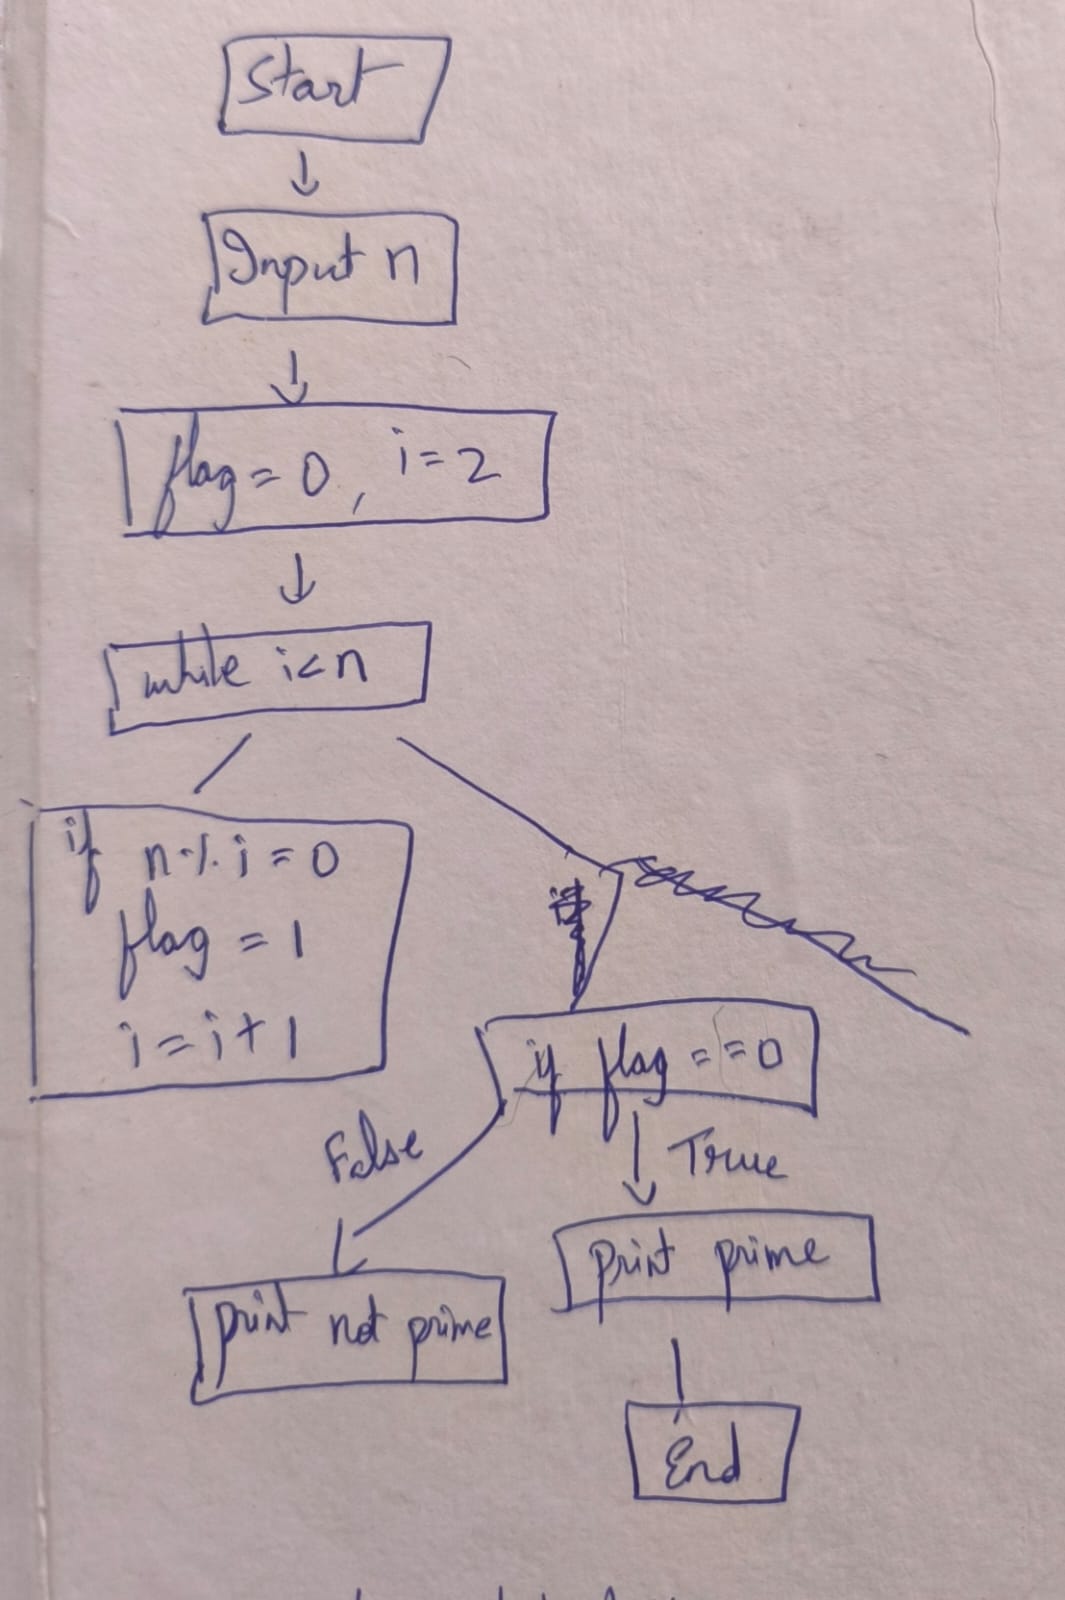 Start
Input n
flag = 0, i = 2
while i<n
if n % i = 0
flag = 1
i = i + 1
if flag = = 0
False
True
print prime
print not prime
End